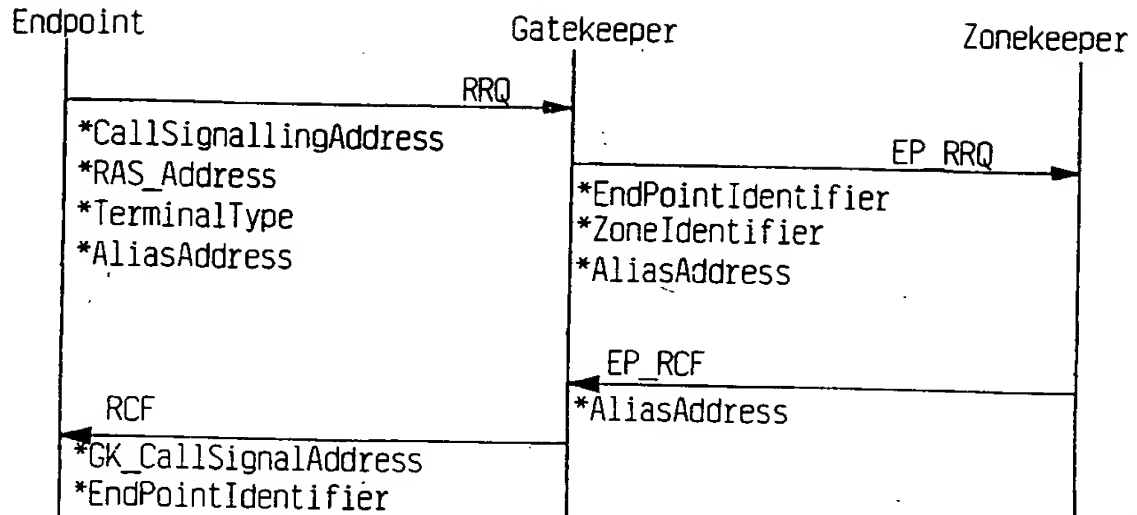 Endpoint
Gatekeeper
Zonekeeper
RRQ
*CallSignallingAddress
*RAS_Address
*TerminalType
*AliasAddress
EP_RRQ
*EndPointIdentifier
*ZoneIdentifier
*AliasAddress
EP_RCF
*AliasAddress
RCF
*GK_CallSignalAddress
*EndPointIdentifier